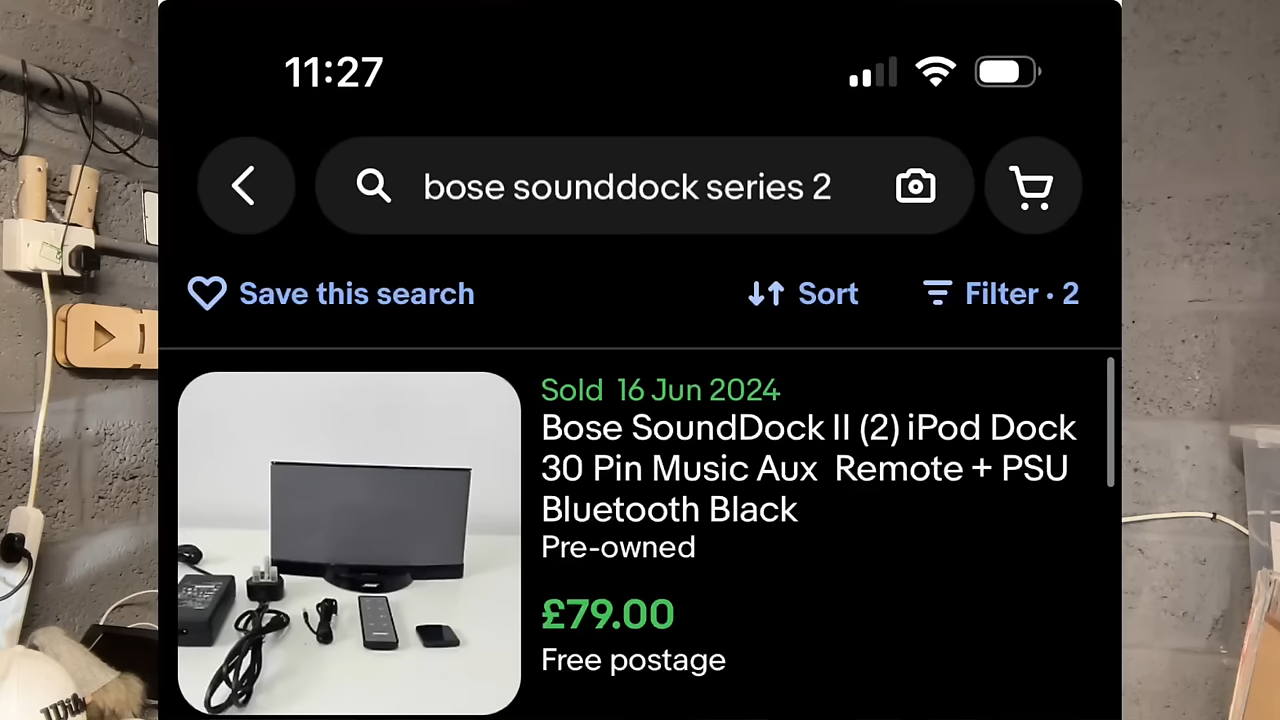 11:27
bose sounddock series 2
Save this search
Sort
Filter • 2
Sold 16 Jun 2024
Bose SoundDock II (2) iPod Dock
30 Pin Music Aux Remote + PSU
Bluetooth Black
Pre-owned
£79.00
Free postage